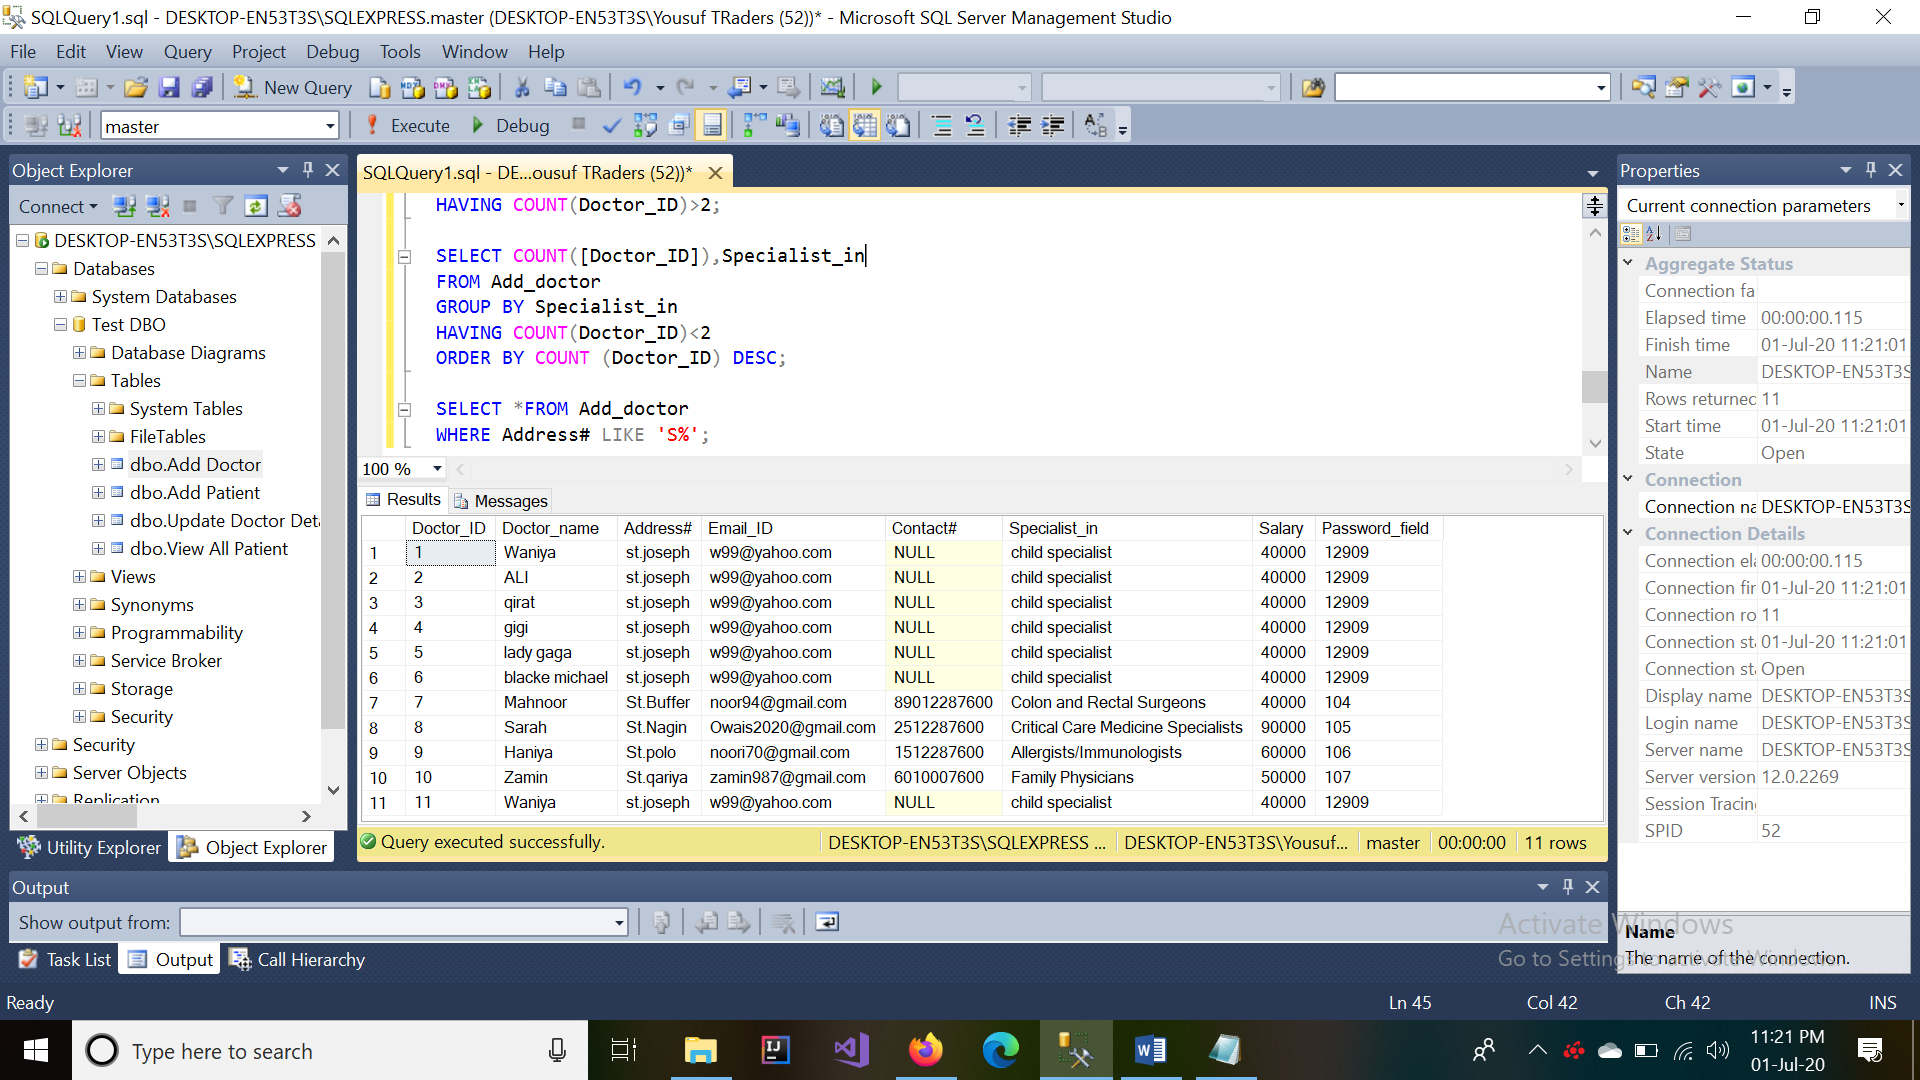 SQLQuery1.sql - DESKTOP-EN53T3S\SQLEXPRESS.master (DESKTOP-EN53T3S\Yousuf TRaders (52))* - Microsoft SQL Server Management Studio
File Edit View Query Project Debug Tools Window Help
New Query
master Execute Debug
Object Explorer
Connect
DESKTOP-EN53T3S\SQLEXPRESS
Databases
System Databases
Test DBO
Database Diagrams
Tables
System Tables
FileTables
dbo.Add Doctor
dbo.Add Patient
dbo.Update Doctor Det
dbo.View All Patient
Views
Synonyms
Programmability
Service Broker
Storage
Security
Security
Server Objects
Replication
Utility Explorer Object Explorer
SQLQuery1.sql - DE...ousuf TRaders (52))*
HAVING COUNT(Doctor_ID)>2;
SELECT COUNT([Doctor_ID]),Specialist_in
FROM Add_doctor
GROUP BY Specialist_in
HAVING COUNT(Doctor_ID)<2
ORDER BY COUNT (Doctor_ID) DESC;
SELECT *FROM Add_doctor
WHERE Address# LIKE 'S%';
100 %
Results Messages
Doctor_ID Doctor_name Address# Email_ID Contact# Specialist_in Salary Password_field
1 1 Waniya st.joseph w99@yahoo.com NULL child specialist 40000 12909
2 2 ALI st.joseph w99@yahoo.com NULL child specialist 40000 12909
3 3 qirat st.joseph w99@yahoo.com NULL child specialist 40000 12909
4 4 gigi st.joseph w99@yahoo.com NULL child specialist 40000 12909
5 5 lady gaga st.joseph w99@yahoo.com NULL child specialist 40000 12909
6 6 blacke michael st.joseph w99@yahoo.com NULL child specialist 40000 12909
7 7 Mahnoor St.Buffer noor94@gmail.com 89012287600 Colon and Rectal Surgeons 40000 104
8 8 Sarah St.Nagin Owais2020@gmail.com 2512287600 Critical Care Medicine Specialists 90000 105
9 9 Haniya St.polo noori70@gmail.com 1512287600 Allergists/Immunologists 60000 106
10 10 Zamin St.qariya zamin987@gmail.com 6010007600 Family Physicians 50000 107
11 11 Waniya st.joseph w99@yahoo.com NULL child specialist 40000 12909
Query executed successfully. DESKTOP-EN53T3S\SQLEXPRESS ... DESKTOP-EN53T3S\Yousuf... master 00:00:00 11 rows
Properties
Current connection parameters
Aggregate Status
Connection fa
Elapsed time 00:00:00.115
Finish time 01-Jul-20 11:21:01
Name DESKTOP-EN53T3S
Rows returnec 11
Start time 01-Jul-20 11:21:01
State Open
Connection
Connection na DESKTOP-EN53T3S
Connection Details
Connection ela 00:00:00.115
Connection fir 01-Jul-20 11:21:01
Connection ro 11
Connection sta 01-Jul-20 11:21:01
Connection sta Open
Display name DESKTOP-EN53T3S
Login name DESKTOP-EN53T3S
Server name DESKTOP-EN53T3S
Server version 12.0.2269
Session Tracin
SPID 52
Name
The name of the connection.
Activate Windows
Go to Settings to activate Windows.
Output
Show output from:
Task List Output Call Hierarchy
Ready Ln 45 Col 42 Ch 42 INS
Type here to search
11:21 PM
01-Jul-20